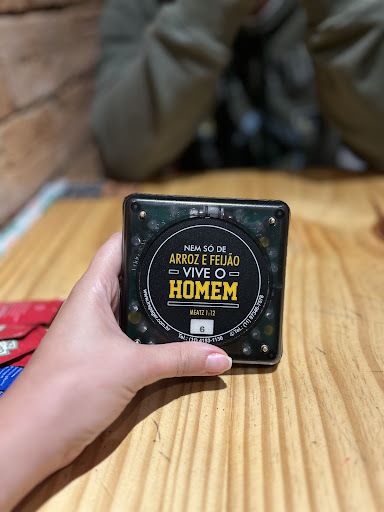 NEM SÓ DE
ARROZ E FEIJÃO
VIVE O
HOMEM
MEATZ 1:12
6